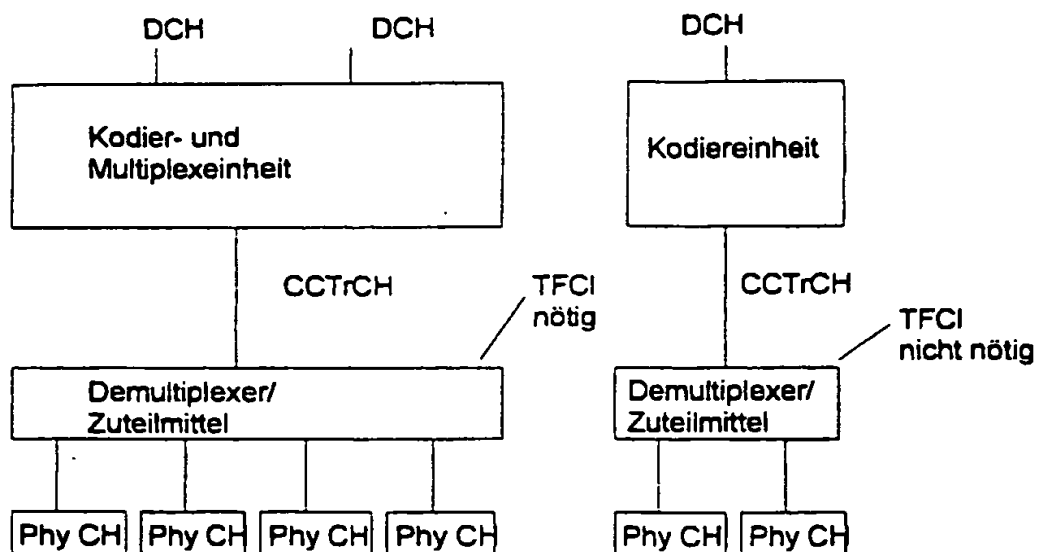 DCH DCH DCH
Kodier- und
Multiplexeinheit
Kodiereinheit
CCTrCH
TFCI
nötig
CCTrCH
TFCI
nicht nötig
Demultiplexer/
Zuteilmittel
Demultiplexer/
Zuteilmittel
Phy CH Phy CH Phy CH Phy CH Phy CH Phy CH